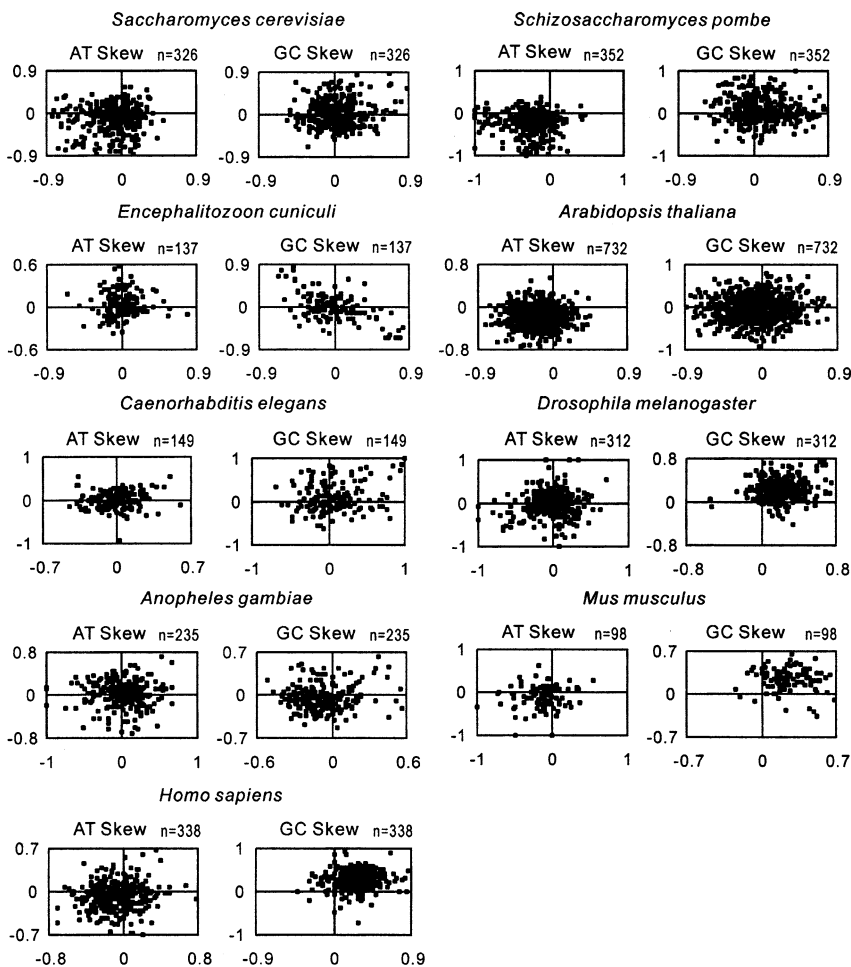 Saccharomyces cerevisiae
Schizosaccharomyces pombe
AT Skew n=326
GC Skew n=326
AT Skew n=352
GC Skew n=352
0.9
0
-0.9
-0.9 0 0.9
0.9
0
-0.9
-0.9 0 0.9
1
0
-1
-1 0 1
1
0
-1
-0.9 0 0.9
Encephalitozoon cuniculi
Arabidopsis thaliana
AT Skew n=137
GC Skew n=137
AT Skew n=732
GC Skew n=732
0.6
0
-0.6
-0.9 0 0.9
0.9
0
-0.9
-0.9 0 0.9
0.8
0
-0.8
-0.9 0 0.9
1
0
-1
-0.9 0 0.9
Caenorhabditis elegans
Drosophila melanogaster
AT Skew n=149
GC Skew n=149
AT Skew n=312
GC Skew n=312
1
0
-1
-0.7 0 0.7
1
0
-1
-1 0 1
1
0
-1
-1 0 1
0.8
0
-0.8
-0.8 0 0.8
Anopheles gambiae
Mus musculus
AT Skew n=235
GC Skew n=235
AT Skew n=98
GC Skew n=98
0.8
0
-0.8
-1 0 1
0.7
0
-0.7
-0.6 0 0.6
1
0
-1
-1 0 1
0.7
0
-0.7
-0.7 0 0.7
Homo sapiens
AT Skew n=338
GC Skew n=338
0.7
0
-0.7
-0.8 0 0.8
1
0
-1
-0.9 0 0.9